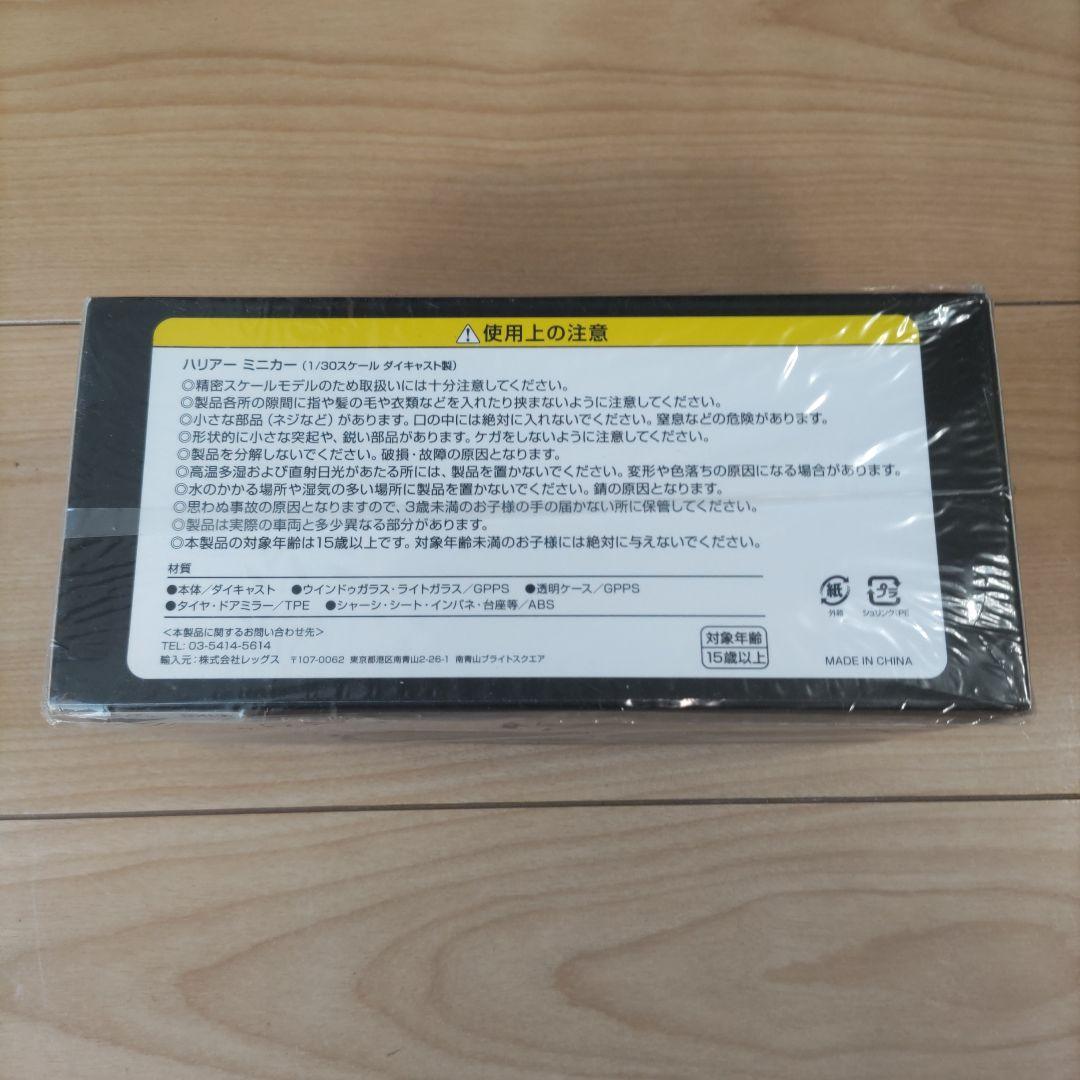 ⚠使用上の注意
ハリアー ミニカー（1/30スケール ダイキャスト製）
◎精密スケールモデルのため取扱いには十分注意してください。
◎製品各所の隙間に指や髪の毛や衣類などを入れたり挟まないように注意してください。
◎小さな部品（ネジなど）があります。口の中には絶対に入れないでください。窒息などの危険があります。
◎形状的に小さな突起や、鋭い部品があります。ケガをしないように注意してください。
◎製品を分解しないでください。破損・故障の原因となります。
◎高温多湿および直射日光があたる所には、製品を置かないでください。変形や色落ちの原因になる場合があります。
◎水のかかる場所や湿気の多い場所に製品を置かないでください。錆の原因となります。
◎思わぬ事故の原因となりますので、3歳未満のお子様の手の届かない所に保管してください。
◎製品は実際の車両と多少異なる部分があります。
◎本製品の対象年齢は15歳以上です。対象年齢未満のお子様には絶対に与えないでください。
材質
●本体／ダイキャスト ●ウインドゥガラス・ライトガラス／GPPS ●透明ケース／GPPS
●タイヤ・ドアミラー／TPE ●シャーシ・シート・インパネ・台座等／ABS
＜本製品に関するお問い合わせ先＞
TEL: 03-5414-5614
輸入元：株式会社レッグス 〒107-0062 東京都港区南青山2-26-1 南青山ブライトスクエア
対象年齢
15歳以上
紙
外箱
プラ
シュリンク:PE
MADE IN CHINA